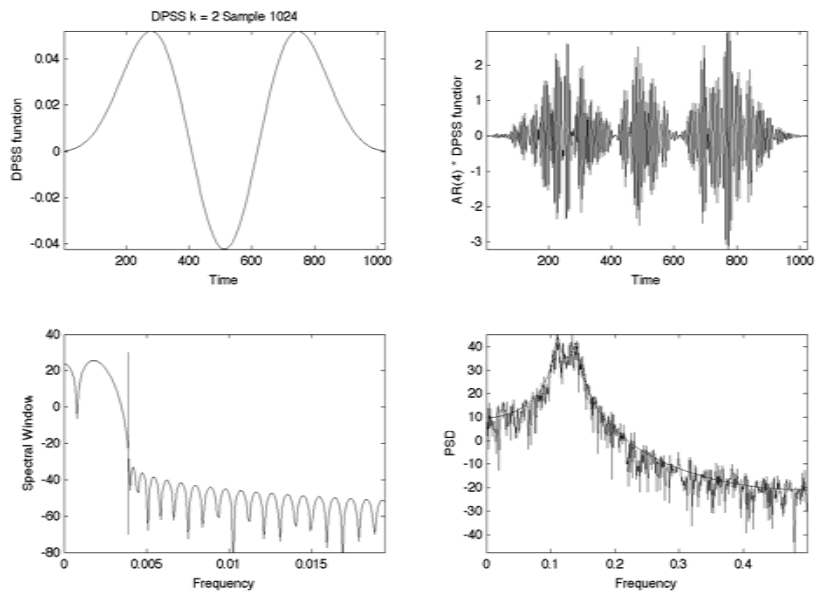 DPSS k = 2 Sample 1024
DPSS function
0.04
0.02
0
-0.02
-0.04
200 400 600 800 1000
Time
AR(4) * DPSS function
2
1
0
-1
-2
-3
200 400 600 800 1000
Time
Spectral Window
40
20
0
-20
-40
-60
-80
0 0.005 0.01 0.015
Frequency
PSD
40
30
20
10
0
-10
-20
-30
-40
0 0.1 0.2 0.3 0.4
Frequency